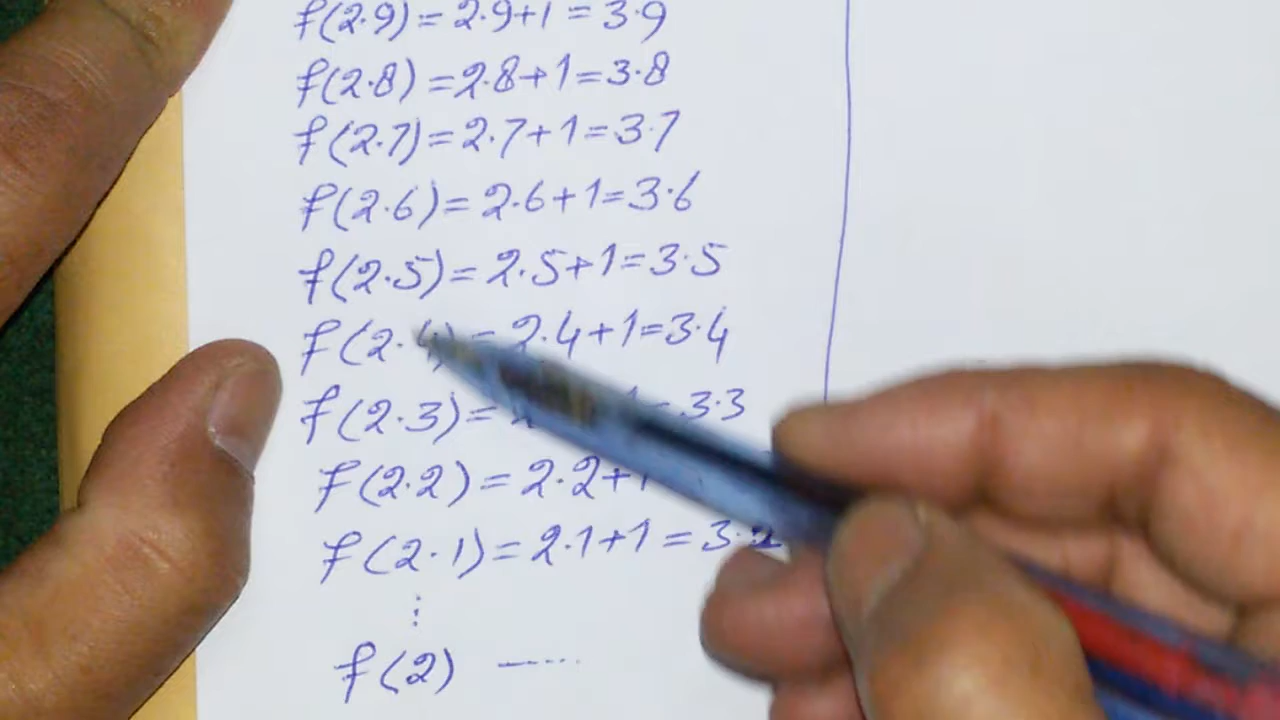 f(2.9) = 2.9+1 = 3.9
f(2.8) = 2.8+1 = 3.8
f(2.7) = 2.7+1 = 3.7
f(2.6) = 2.6+1 = 3.6
f(2.5) = 2.5+1 = 3.5
f(2.4) = 2.4+1 = 3.4
f(2.3) = = 3.3
f(2.2) = 2.2+1
f(2.1) = 2.1+1 = 3.
⋮
f(2) -----